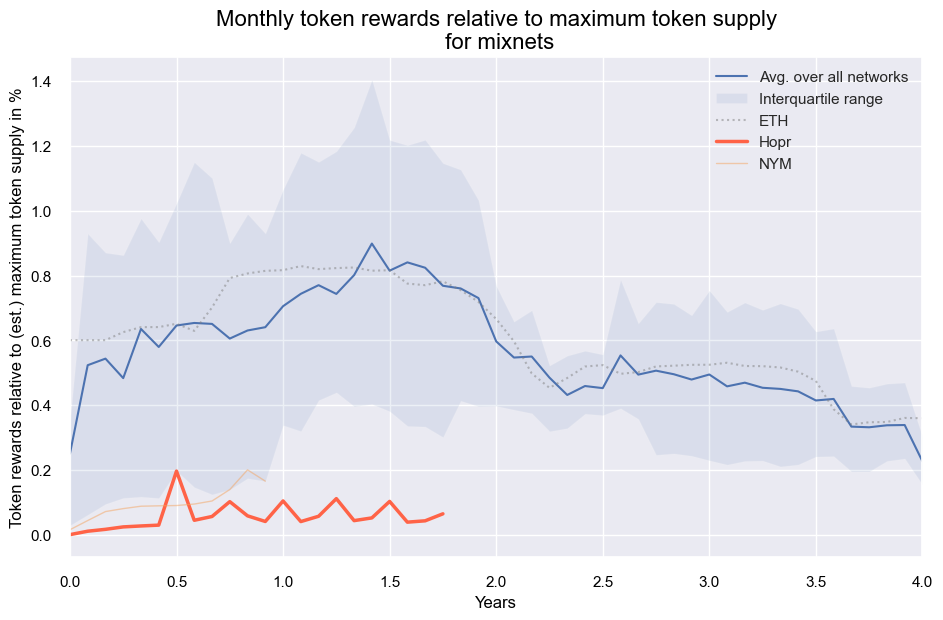 Monthly token rewards relative to maximum token supply
for mixnets
Token rewards relative to (est.) maximum token supply in %
1.4
1.2
1.0
0.8
0.6
0.4
0.2
0.0
Avg. over all networks
Interquartile range
ETH
Hopr
NYM
0.0 0.5 1.0 1.5 2.0 2.5 3.0 3.5 4.0
Years